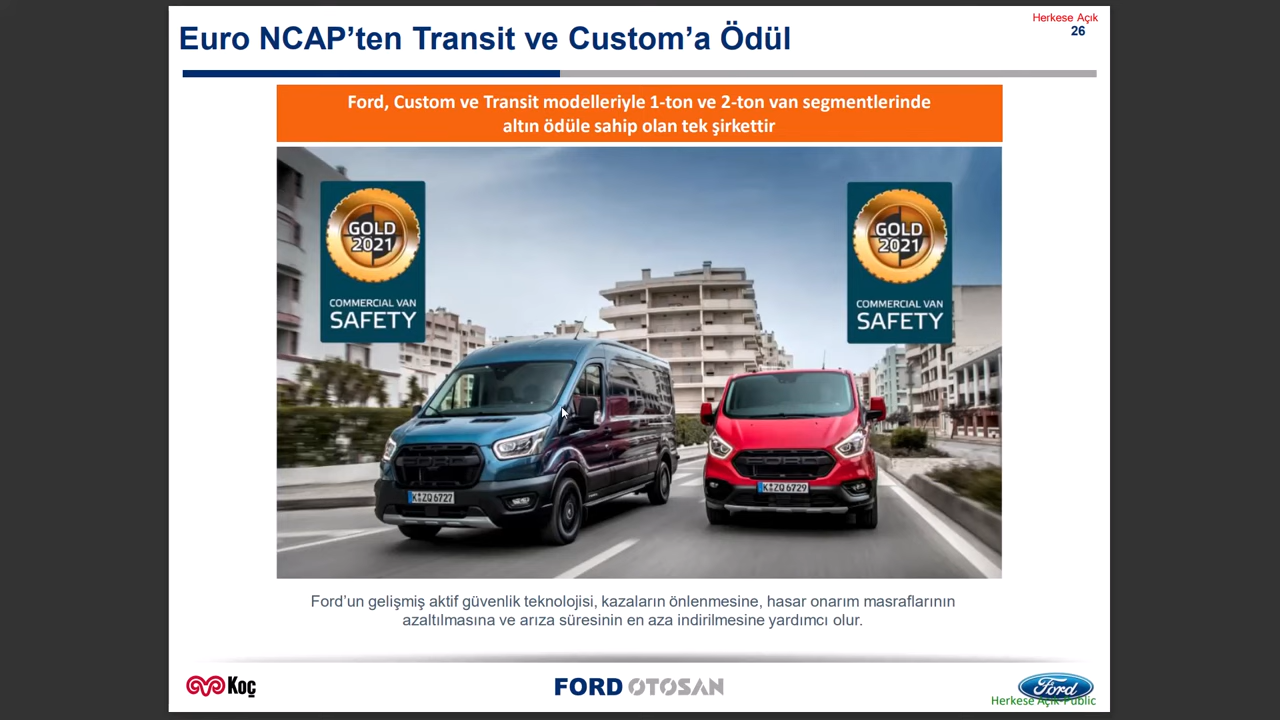 Herkese Açık
Euro NCAP’ten Transit ve Custom’a Ödül
26
Ford, Custom ve Transit modelleriyle 1-ton ve 2-ton van segmentlerinde
altın ödüle sahip olan tek şirkettir
GOLD
2021
COMMERCIAL VAN
SAFETY
GOLD
2021
COMMERCIAL VAN
SAFETY
FORD
K ZQ 6727
K ZQ 6729
Ford’un gelişmiş aktif güvenlik teknolojisi, kazaların önlenmesine, hasar onarım masraflarının
azaltılmasına ve arıza süresinin en aza indirilmesine yardımcı olur.
Koç
FORD OTOSAN
Ford
Herkese Açık-Public